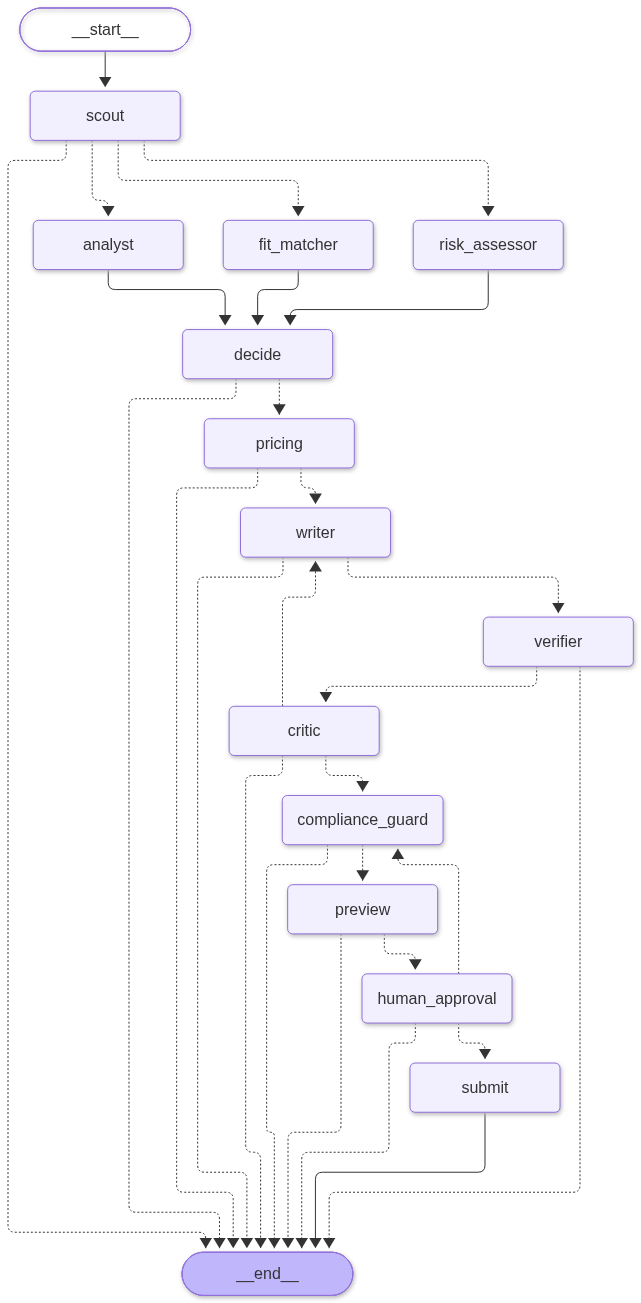 __start__
scout
analyst
fit_matcher
risk_assessor
decide
pricing
writer
verifier
critic
compliance_guard
preview
human_approval
submit
__end__